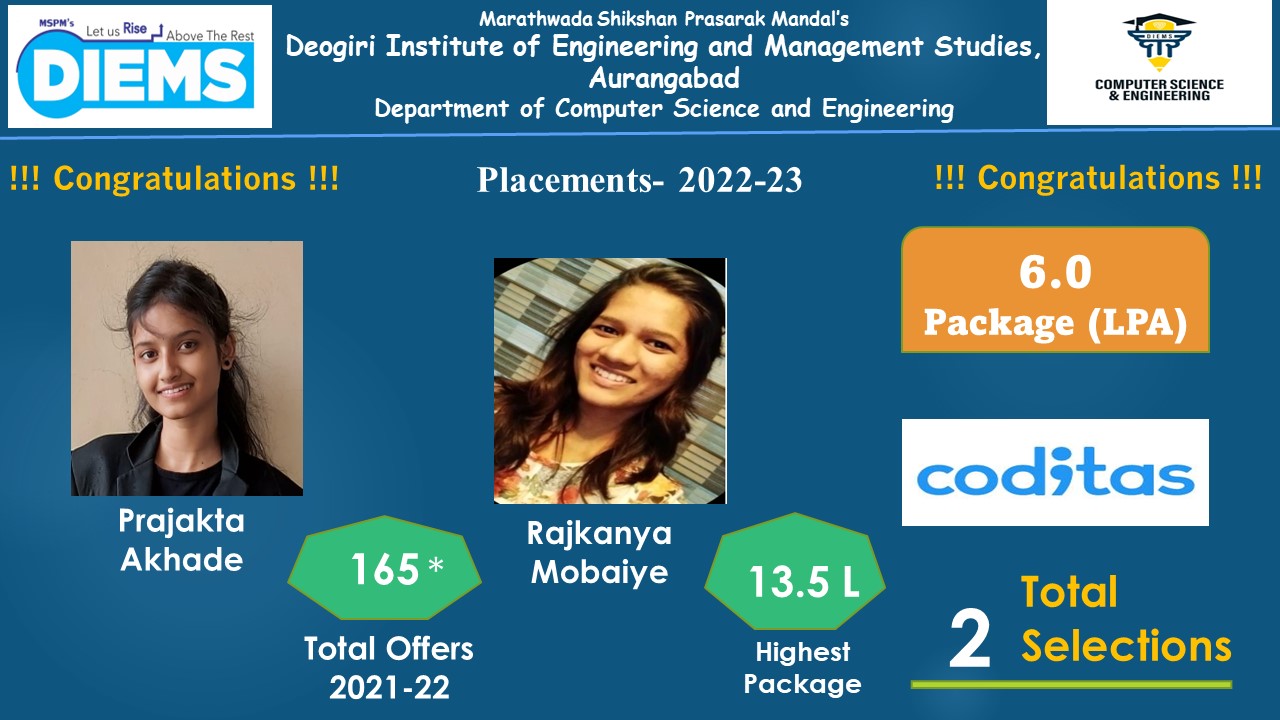 MSPM's
Let us Rise Above The Rest
DIEMS
Marathwada Shikshan Prasarak Mandal's
Deogiri Institute of Engineering and Management Studies,
Aurangabad
Department of Computer Science and Engineering
DIEMS
COMPUTER SCIENCE
& ENGINEERING
!!! Congratulations !!!
Placements- 2022-23
!!! Congratulations !!!
6.0
Package (LPA)
coditas
Prajakta
Akhade
Rajkanya
Mobaiye
165*
Total Offers
2021-22
13.5 L
Highest
Package
2
Total
Selections